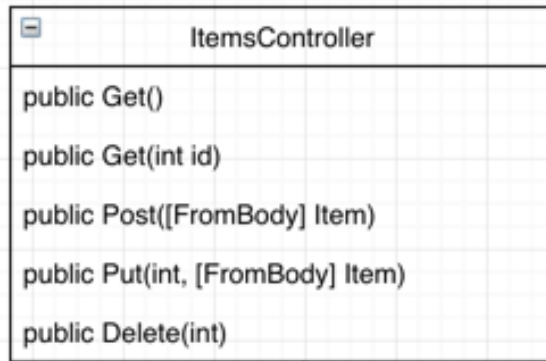 ItemsController
public Get()
public Get(int id)
public Post([FromBody] Item)
public Put(int, [FromBody] Item)
public Delete(int)